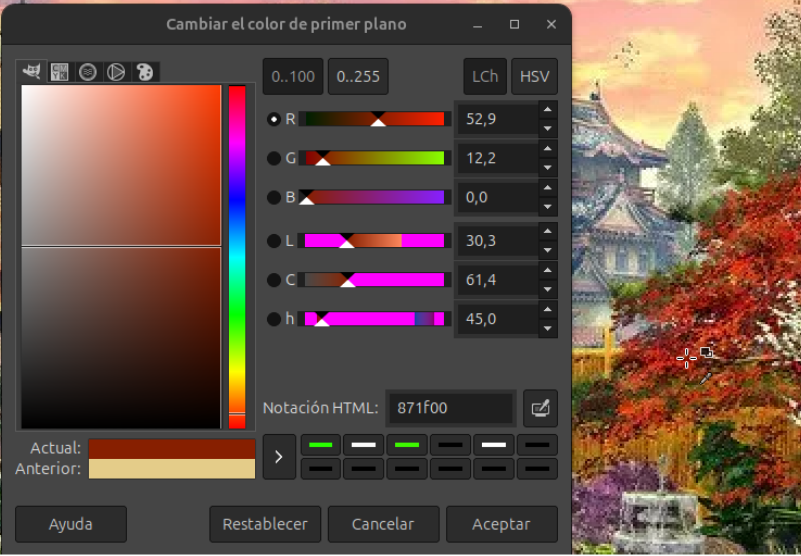 Cambiar el color de primer plano
0..100 0..255 LCh HSV
R 52,9
G 12,2
B 0,0
L 30,3
C 61,4
h 45,0
Notación HTML: 871f00
Actual:
Anterior:
Ayuda Restablecer Cancelar Aceptar